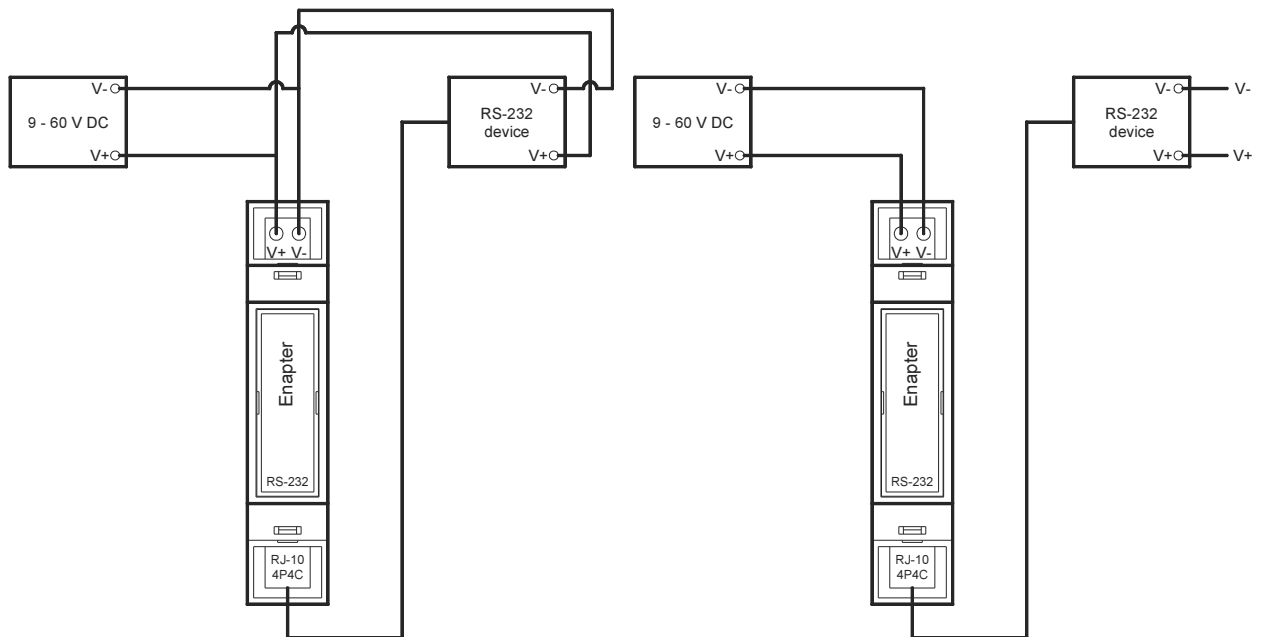 V-
9 - 60 V DC
V+
V-
RS-232
device
V+
V+ V-
Enapter
RS-232
RJ-10
4P4C
V-
9 - 60 V DC
V+
V-
V-
RS-232
device
V+
V+
V+ V-
Enapter
RS-232
RJ-10
4P4C